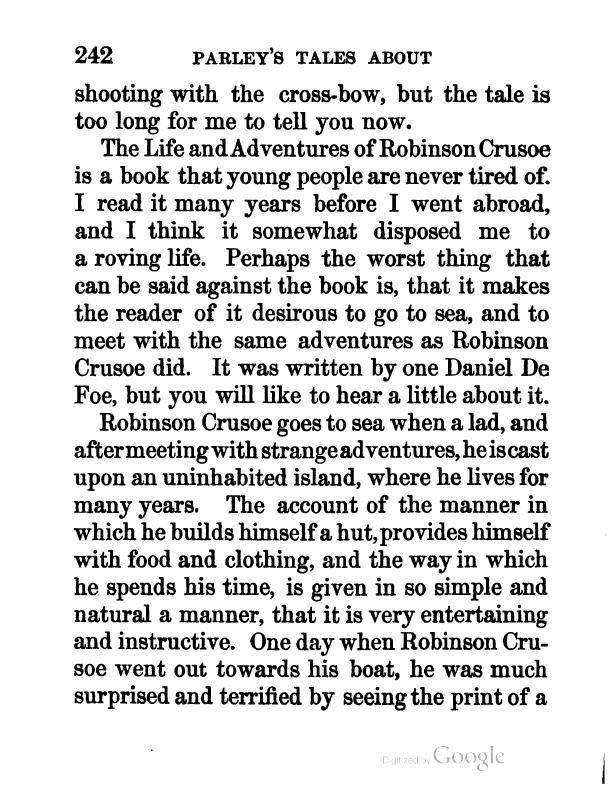 242 PARLEY'S TALES ABOUT
shooting with the cross-bow, but the tale is
too long for me to tell you now.
The Life and Adventures of Robinson Crusoe
is a book that young people are never tired of.
I read it many years before I went abroad,
and I think it somewhat disposed me to
a roving life. Perhaps the worst thing that
can be said against the book is, that it makes
the reader of it desirous to go to sea, and to
meet with the same adventures as Robinson
Crusoe did. It was written by one Daniel De
Foe, but you will like to hear a little about it.
Robinson Crusoe goes to sea when a lad, and
after meeting with strange adventures, he is cast
upon an uninhabited island, where he lives for
many years. The account of the manner in
which he builds himself a hut, provides himself
with food and clothing, and the way in which
he spends his time, is given in so simple and
natural a manner, that it is very entertaining
and instructive. One day when Robinson Cru-
soe went out towards his boat, he was much
surprised and terrified by seeing the print of a
Digitized by Google